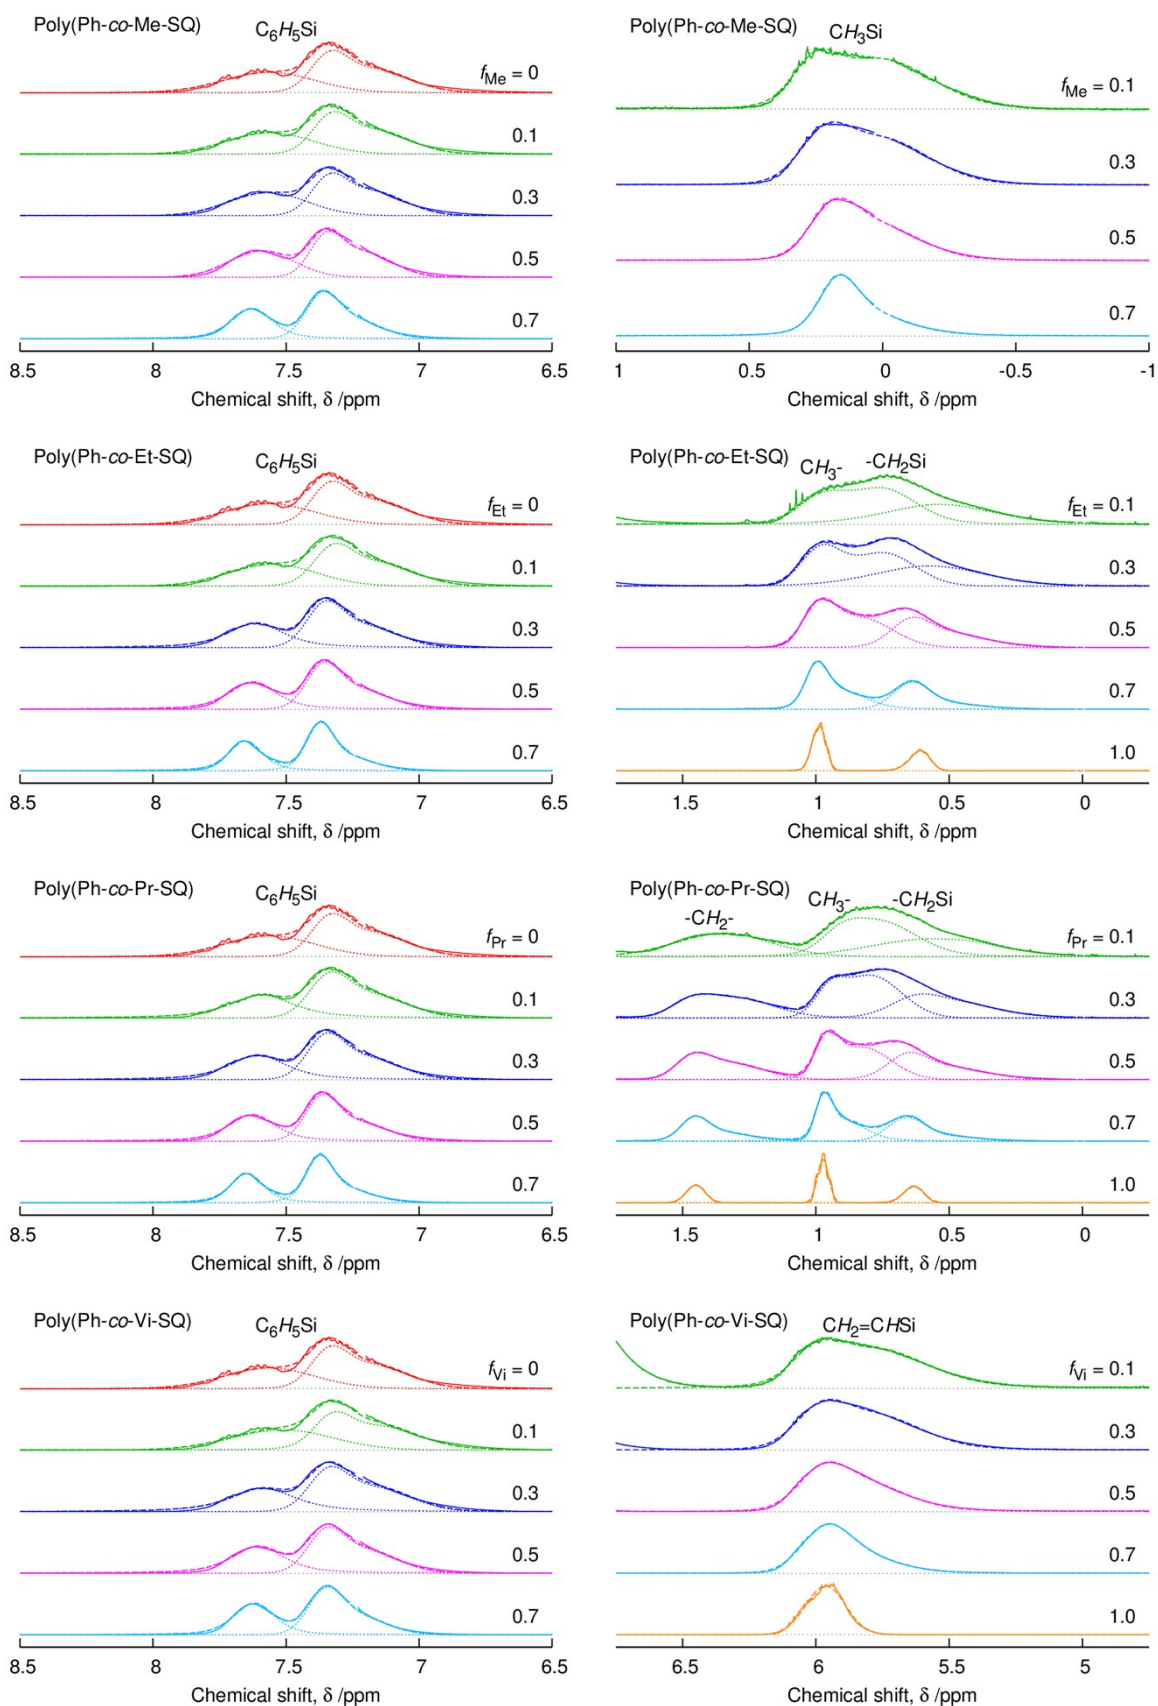 Poly(Ph-co-Me-SQ)
C6H5Si
fMe = 0
0.1
0.3
0.5
0.7
8.5 8 7.5 7 6.5
Chemical shift, δ /ppm
Poly(Ph-co-Me-SQ)
CH3Si
fMe = 0.1
0.3
0.5
0.7
1 0.5 0 -0.5 -1
Chemical shift, δ /ppm
Poly(Ph-co-Et-SQ)
C6H5Si
fEt = 0
0.1
0.3
0.5
0.7
8.5 8 7.5 7 6.5
Chemical shift, δ /ppm
Poly(Ph-co-Et-SQ)
CH3- -CH2Si
fEt = 0.1
0.3
0.5
0.7
1.0
1.5 1 0.5 0
Chemical shift, δ /ppm
Poly(Ph-co-Pr-SQ)
C6H5Si
fPr = 0
0.1
0.3
0.5
0.7
8.5 8 7.5 7 6.5
Chemical shift, δ /ppm
Poly(Ph-co-Pr-SQ)
-CH2- CH3- -CH2Si
fPr = 0.1
0.3
0.5
0.7
1.0
1.5 1 0.5 0
Chemical shift, δ /ppm
Poly(Ph-co-Vi-SQ)
C6H5Si
fVi = 0
0.1
0.3
0.5
0.7
8.5 8 7.5 7 6.5
Chemical shift, δ /ppm
Poly(Ph-co-Vi-SQ)
CH2=CHSi
fVi = 0.1
0.3
0.5
0.7
1.0
6.5 6 5.5 5
Chemical shift, δ /ppm